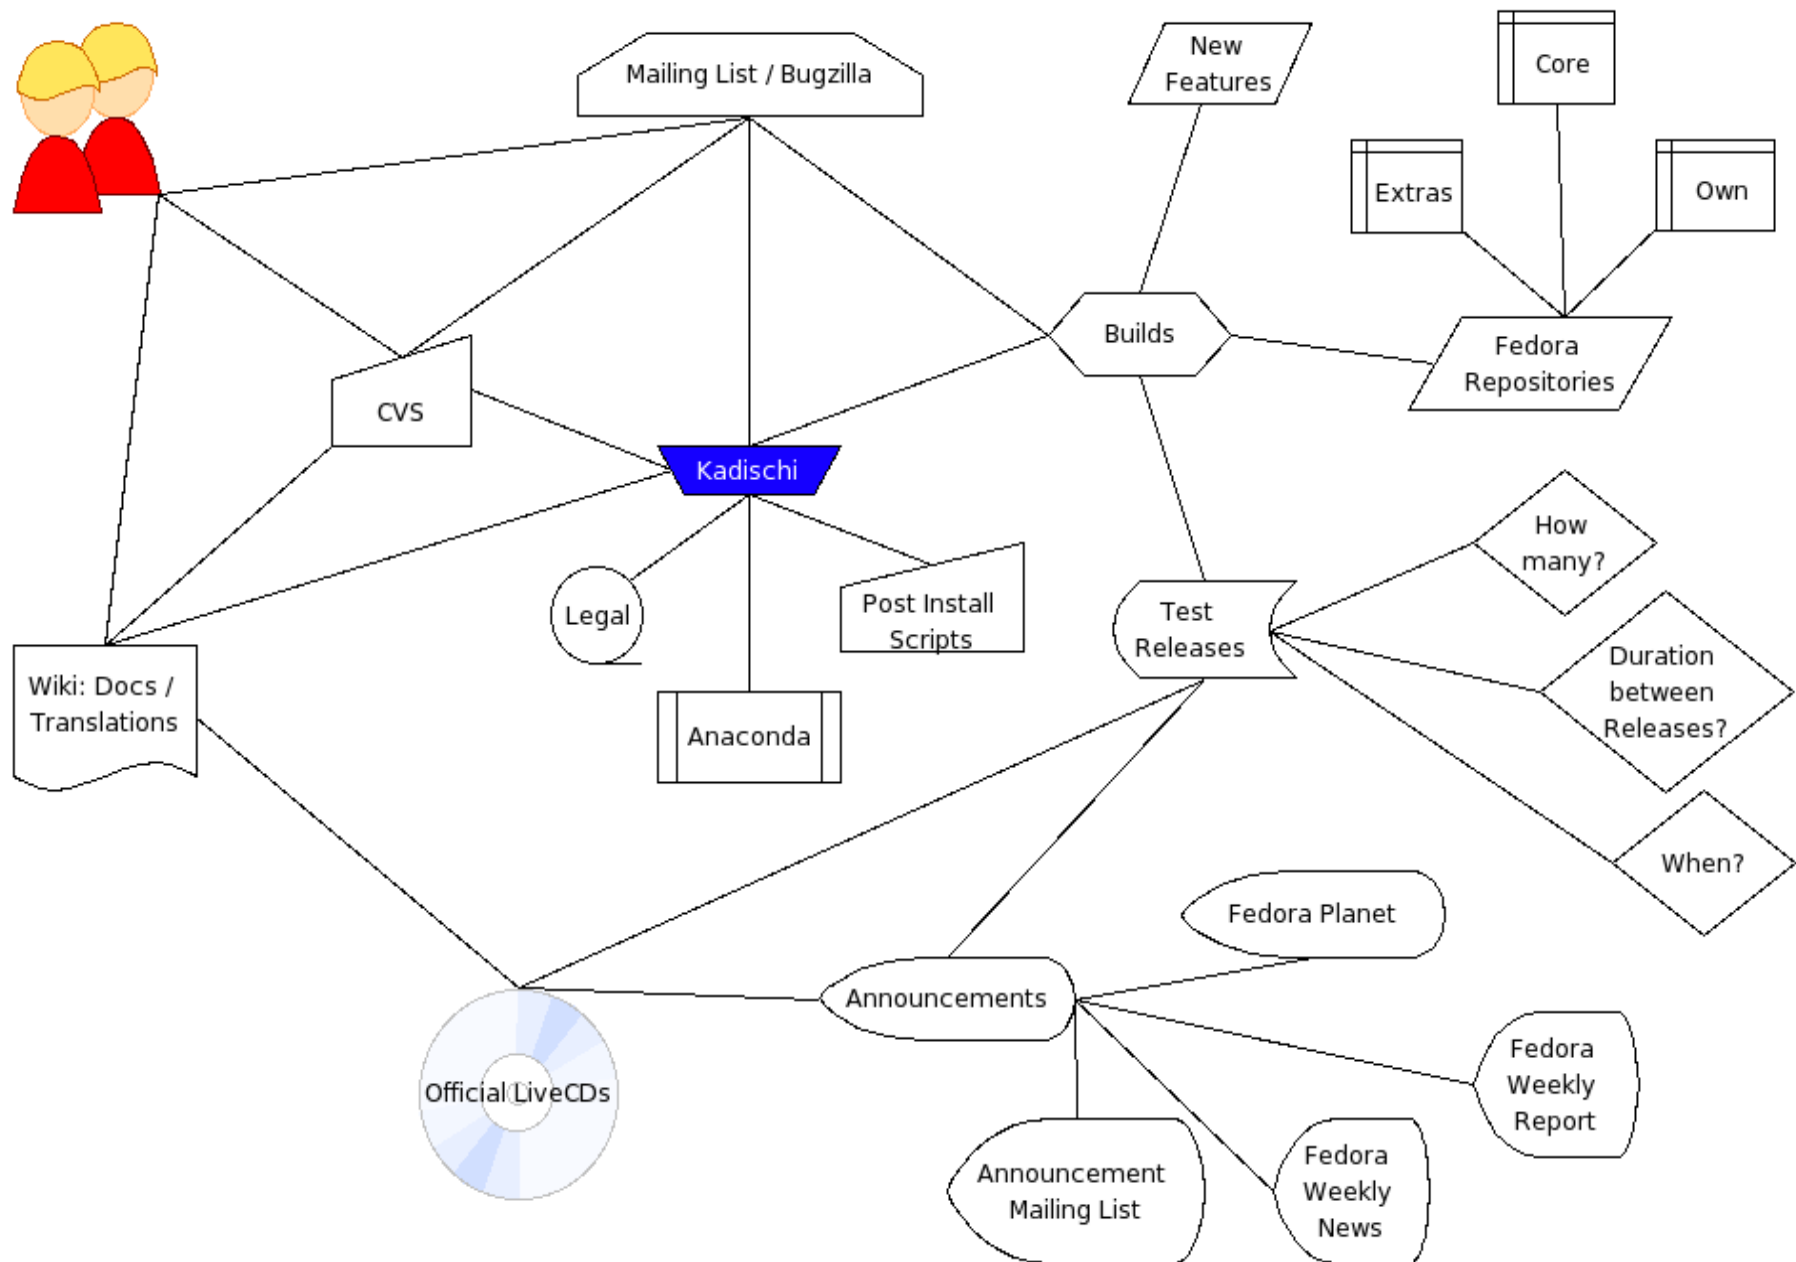 Mailing List / Bugzilla
New
Features
Core
Extras
Own
Builds
Fedora
Repositories
CVS
Kadischi
How
many?
Legal
Post Install
Scripts
Test
Releases
Duration
between
Releases?
Wiki: Docs /
Translations
Anaconda
When?
Fedora Planet
Announcements
Official LiveCDs
Fedora
Weekly
Report
Announcement
Mailing List
Fedora
Weekly
News